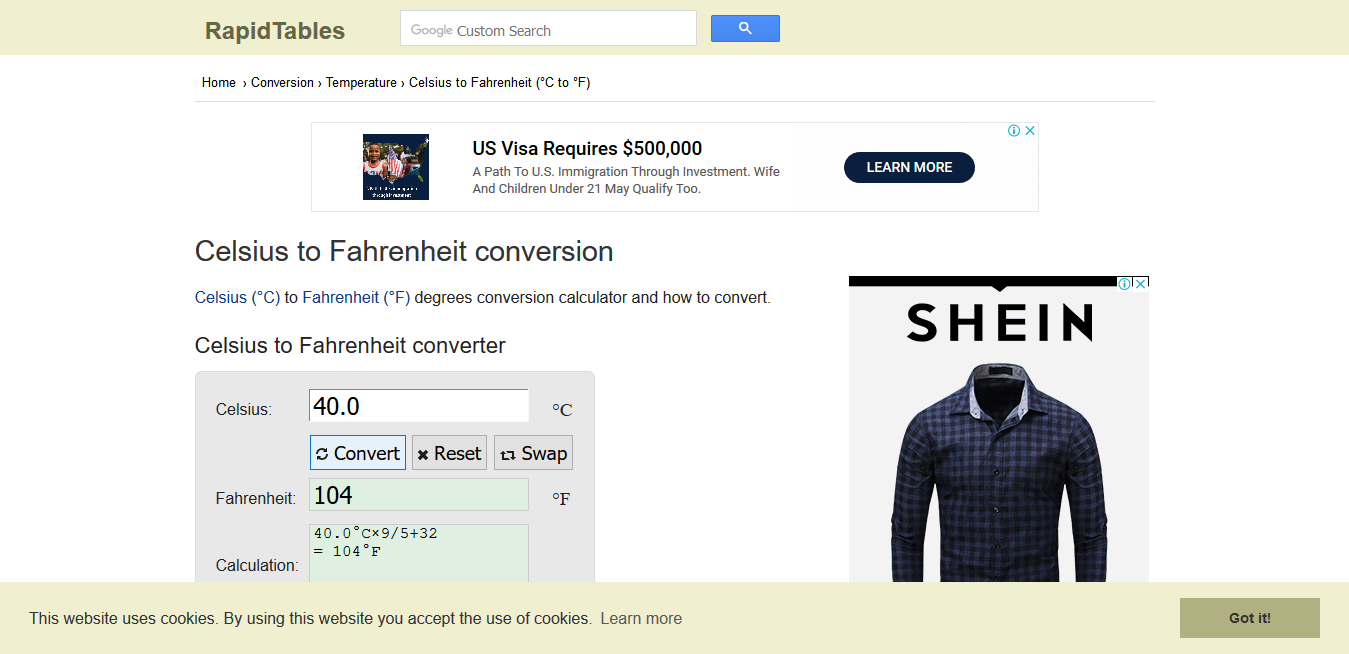 RapidTables
Google Custom Search
Home › Conversion › Temperature › Celsius to Fahrenheit (°C to °F)
US Visa Requires $500,000
A Path To U.S. Immigration Through Investment. Wife
And Children Under 21 May Qualify Too.
LEARN MORE
Celsius to Fahrenheit conversion
Celsius (°C) to Fahrenheit (°F) degrees conversion calculator and how to convert.
SHEIN
Celsius to Fahrenheit converter
Celsius: 40.0 °C
Convert Reset Swap
Fahrenheit: 104 °F
40.0°C×9/5+32
= 104°F
Calculation:
This website uses cookies. By using this website you accept the use of cookies. Learn more
Got it!